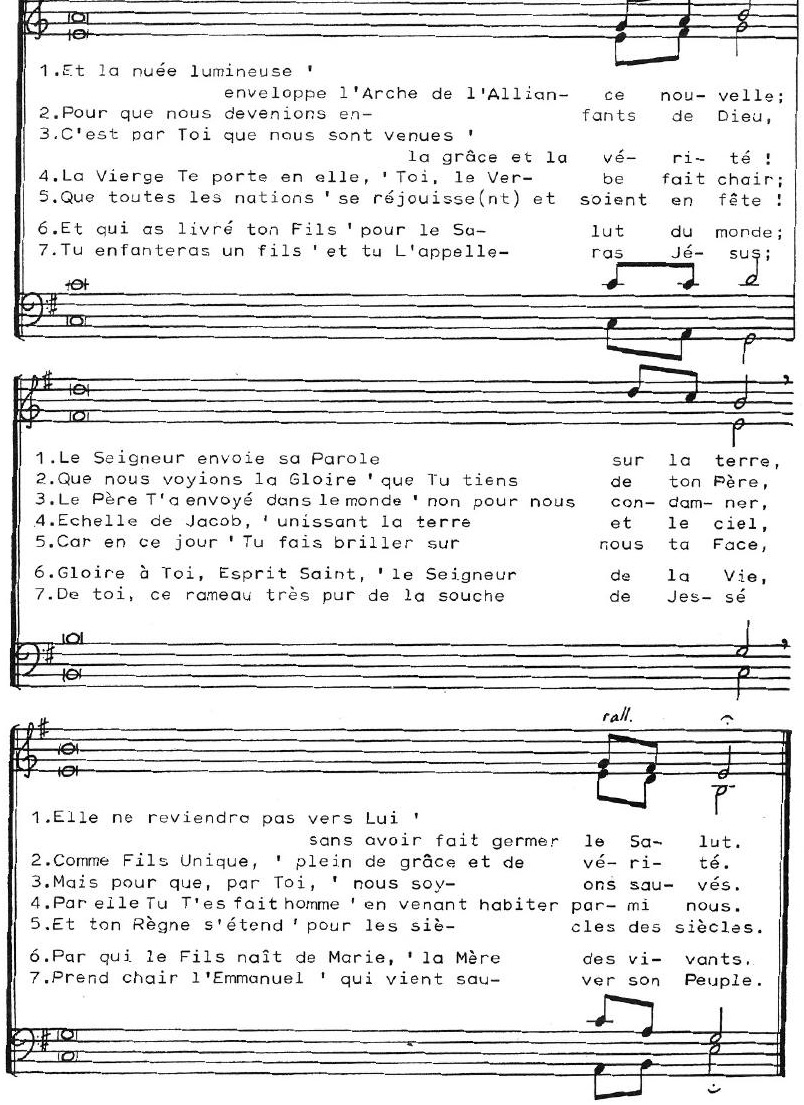 1.Et la nuée lumineuse '
enveloppe l'Arche de l'Allian- ce nou- velle;
2.Pour que nous devenions en- fants de Dieu,
3.C'est par Toi que nous sont venues '
la grâce et la vé- ri- té !
4.La Vierge Te porte en elle, ' Toi, le Ver- be fait chair;
5.Que toutes les nations ' se réjouisse(nt) et soient en fête !
6.Et qui as livré ton Fils ' pour le Sa- lut du monde;
7.Tu enfanteras un fils ' et tu L'appelle- ras Jé- sus;
1.Le Seigneur envoie sa Parole sur la terre,
2.Que nous voyions la Gloire ' que Tu tiens de ton Père,
3.Le Père T'a envoyé dans le monde ' non pour nous con- dam- ner,
4.Echelle de Jacob, ' unissant la terre et le ciel,
5.Car en ce jour ' Tu fais briller sur nous ta Face,
6.Gloire à Toi, Esprit Saint, ' le Seigneur de la Vie,
7.De toi, ce rameau très pur de la souche de Jes- sé
rall.
1.Elle ne reviendra pas vers Lui '
sans avoir fait germer le Sa- lut.
2.Comme Fils Unique, ' plein de grâce et de vé- ri- té.
3.Mais pour que, par Toi, ' nous soy- ons sau- vés.
4.Par elle Tu T'es fait homme ' en venant habiter par- mi nous.
5.Et ton Règne s'étend ' pour les siè- cles des siècles.
6.Par qui le Fils naît de Marie, ' la Mère des vi- vants.
7.Prend chair l'Emmanuel ' qui vient sau- ver son Peuple.